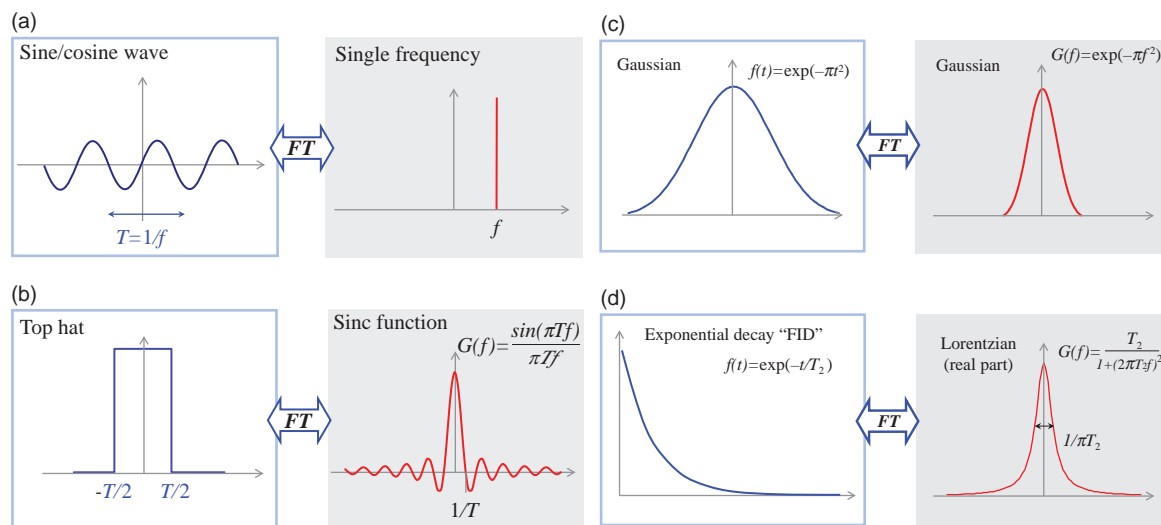 (a)
Sine/cosine wave
T=1/f
FT
Single frequency
f
(b)
Top hat
-T/2 T/2
FT
Sinc function
G(f)=sin(πTf)/πTf
1/T
(c)
Gaussian
f(t)=exp(−πt²)
FT
Gaussian
G(f)=exp(−πf²)
(d)
Exponential decay “FID”
f(t)=exp(−t/T₂)
FT
Lorentzian
(real part)
G(f)=T₂/1+(2πT₂f)²
1/πT₂